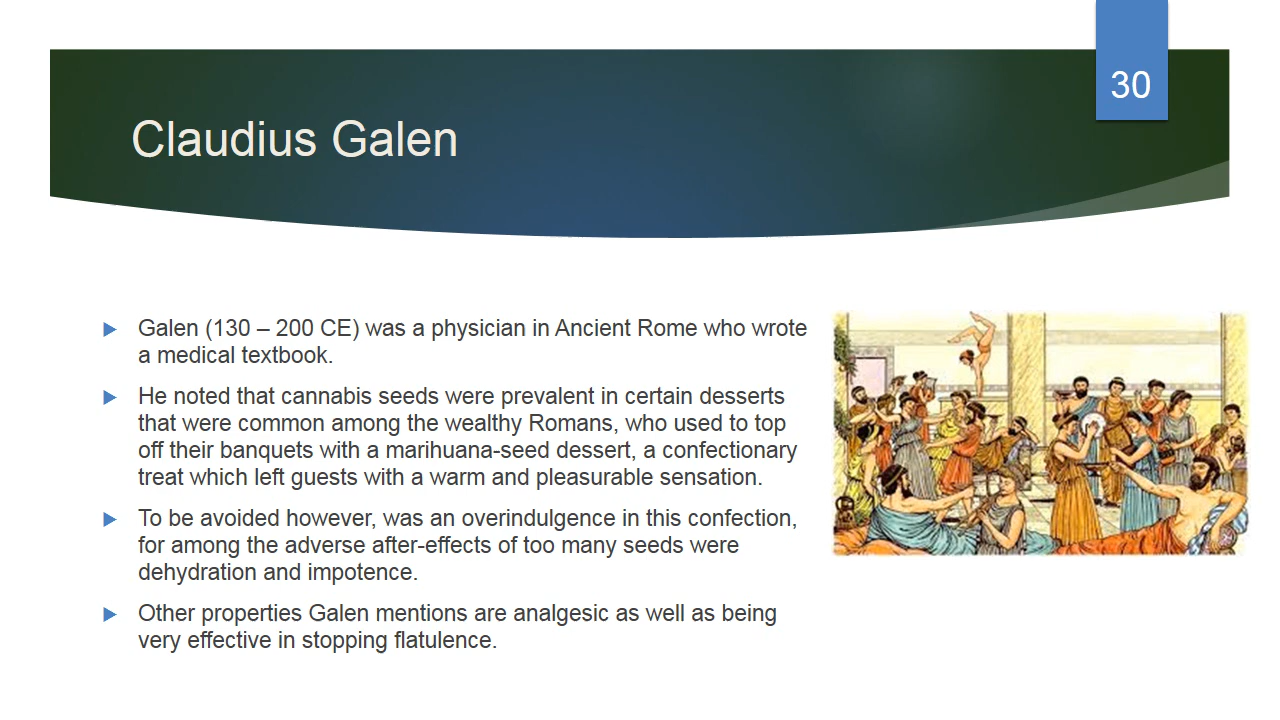 30
Claudius Galen
Galen (130 – 200 CE) was a physician in Ancient Rome who wrote
a medical textbook.
He noted that cannabis seeds were prevalent in certain desserts
that were common among the wealthy Romans, who used to top
off their banquets with a marihuana-seed dessert, a confectionary
treat which left guests with a warm and pleasurable sensation.
To be avoided however, was an overindulgence in this confection,
for among the adverse after-effects of too many seeds were
dehydration and impotence.
Other properties Galen mentions are analgesic as well as being
very effective in stopping flatulence.